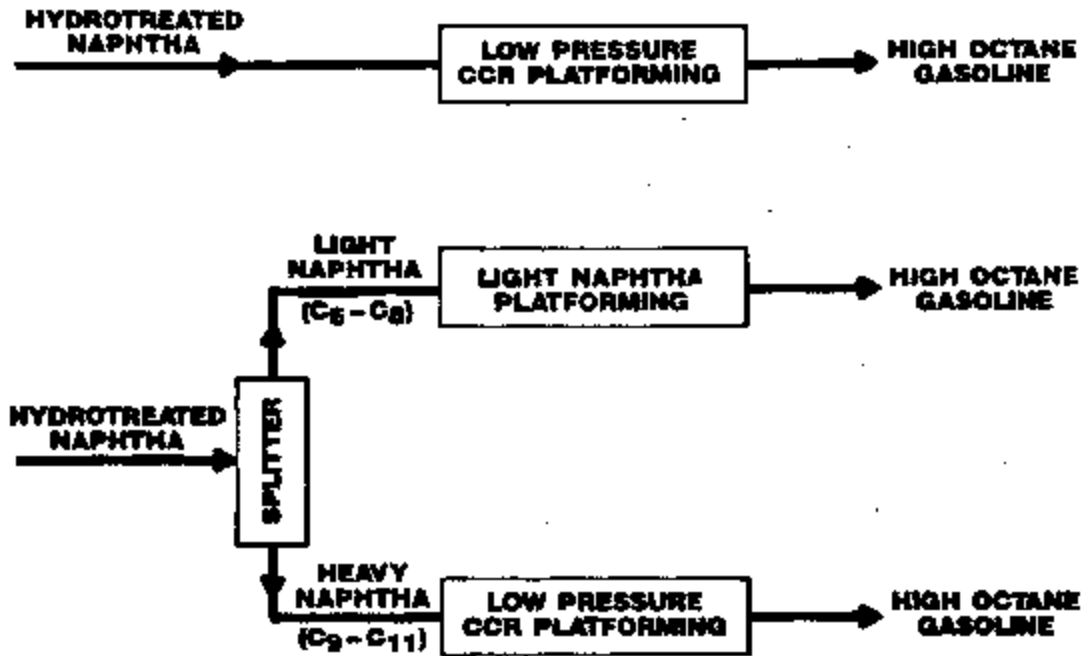 HYDROTREATED
NAPHTHA
LOW PRESSURE
CCR PLATFORMING
HIGH OCTANE
GASOLINE
LIGHT
NAPHTHA
(C₆–C₈)
LIGHT NAPHTHA
PLATFORMING
HIGH OCTANE
GASOLINE
HYDROTREATED
NAPHTHA
SPLITTER
HEAVY
NAPHTHA
(C₉–C₁₁)
LOW PRESSURE
CCR PLATFORMING
HIGH OCTANE
GASOLINE